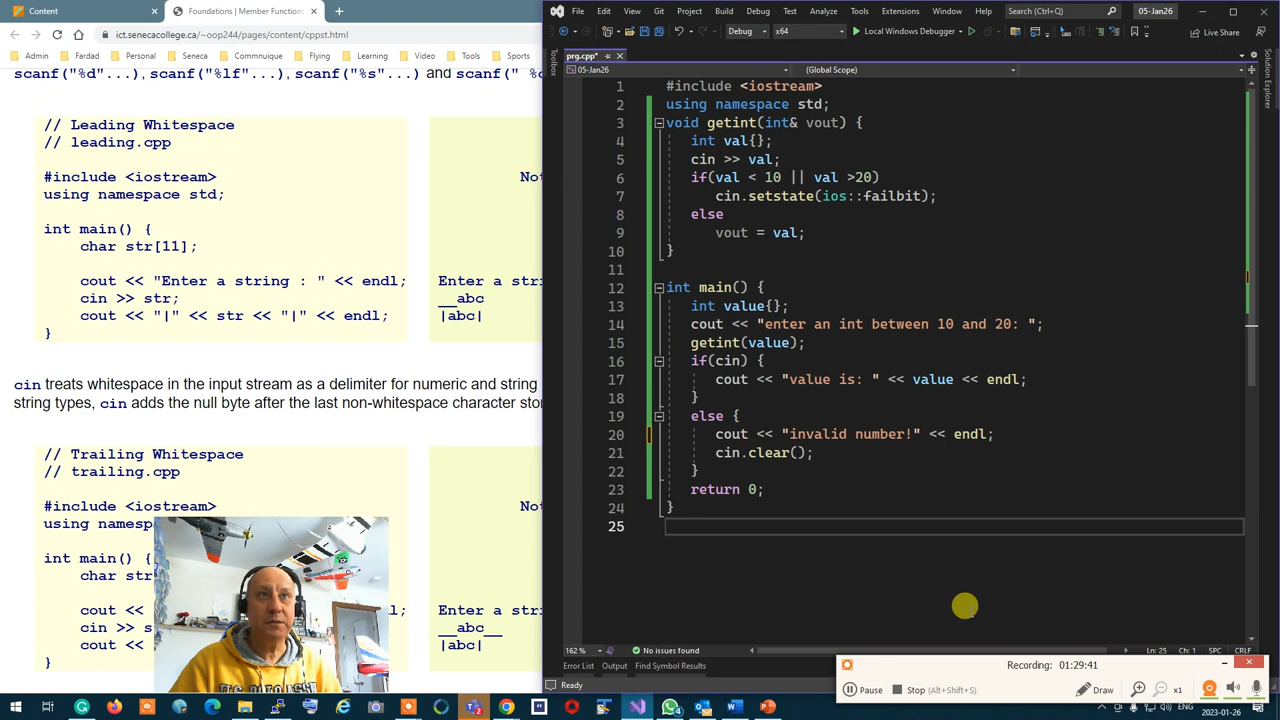 Content
Foundations | Member Function
ict.senecacollege.ca/~oop244/pages/content/cppst.html
Admin
Fardad
Personal
Seneca
Communique
Flying
Learning
Video
Tools
Sports
scanf("%d"...), scanf("%lf"...), scanf("%s"...) and scanf(" %c
// Leading Whitespace
// leading.cpp
#include <iostream>
Not
using namespace std;
int main() {
char str[11];
cout << "Enter a string : " << endl;
Enter a stri
cin >> str;
__abc
cout << "|" << str << "|" << endl;
|abc|
}
cin treats whitespace in the input stream as a delimiter for numeric and string
string types, cin adds the null byte after the last non-whitespace character stor
// Trailing Whitespace
// trailing.cpp
#include <iostream>
Not
using namesp
int main() {
char str
cout <<
l;
Enter a stri
cin >> s
__abc__
cout <<
|abc|
}
File Edit View Git Project Build Debug Test Analyze Tools
Extensions Window Help
Search (Ctrl+Q)
05-Jan26
Debug
x64
Local Windows Debugger
Live Share
Toolbox
prg.cpp*
05-Jan26
(Global Scope)
Solution Explorer
1 #include <iostream>
2 using namespace std;
3 void getint(int& vout) {
4 int val{};
5 cin >> val;
6 if(val < 10 || val >20)
7 cin.setstate(ios::failbit);
8 else
9 vout = val;
10 }
11
12 int main() {
13 int value{};
14 cout << "enter an int between 10 and 20: ";
15 getint(value);
16 if(cin) {
17 cout << "value is: " << value << endl;
18 }
19 else {
20 cout << "invalid number!" << endl;
21 cin.clear();
22 }
23 return 0;
24 }
25
162 %
No issues found
Ln: 25
Ch: 1
SPC
CRLF
Error List
Output
Find Symbol Results
Ready
Recording: 01:29:41
Pause
Stop (Alt+Shift+S)
Draw
x1
ENG
2023-01-26